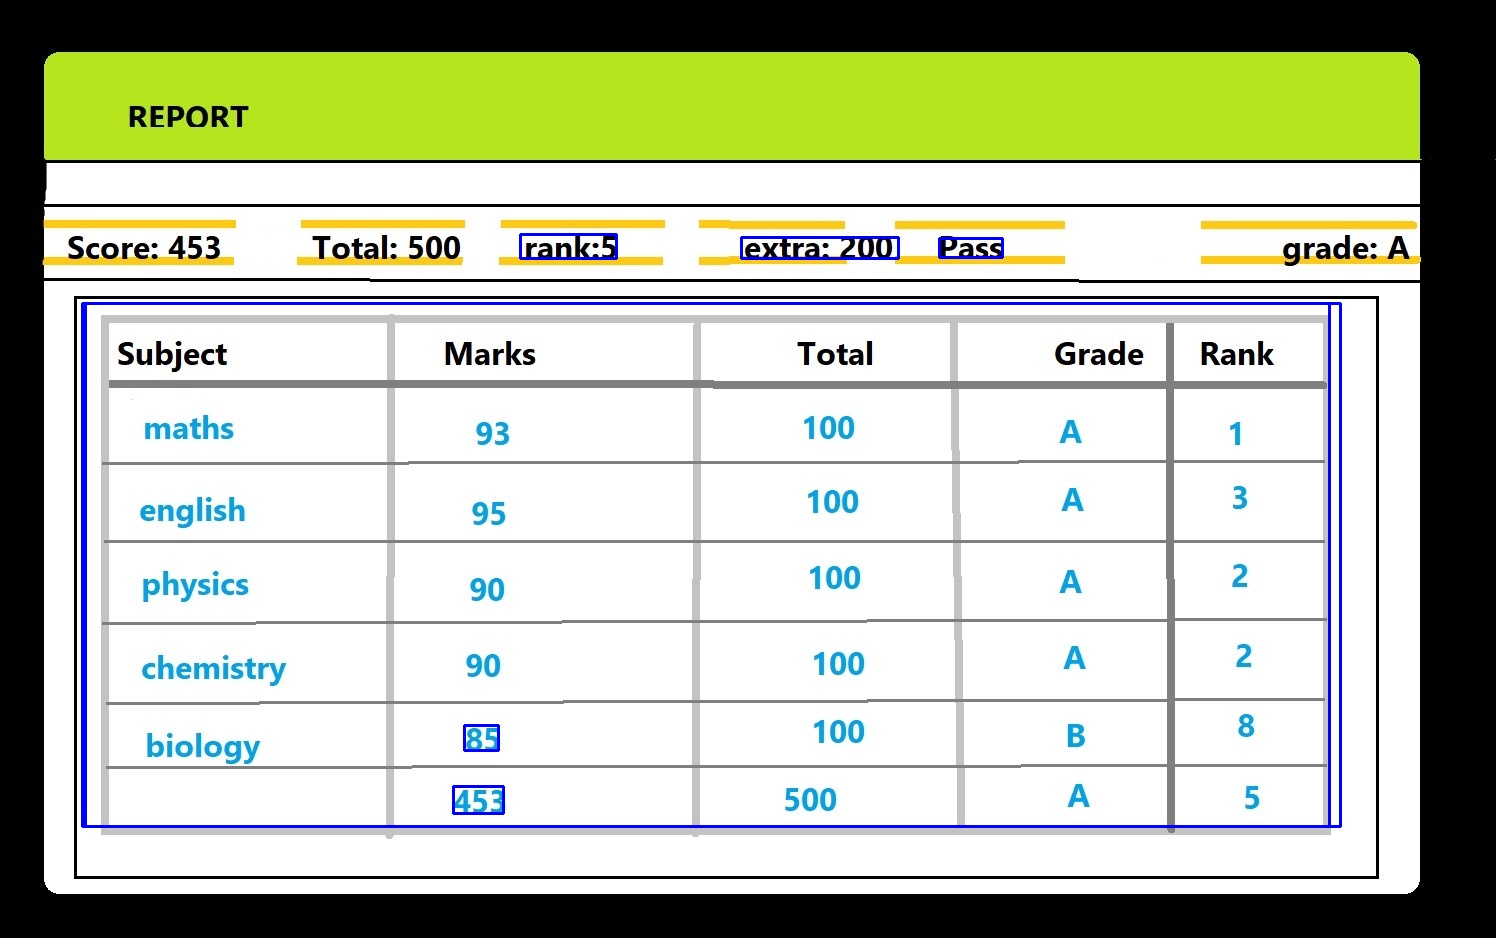 REPORT
Score: 453 Total: 500 rank:5 extra: 200 Pass grade: A
Subject Marks Total Grade Rank
maths 93 100 A 1
english 95 100 A 3
physics 90 100 A 2
chemistry 90 100 A 2
biology 85 100 B 8
453 500 A 5